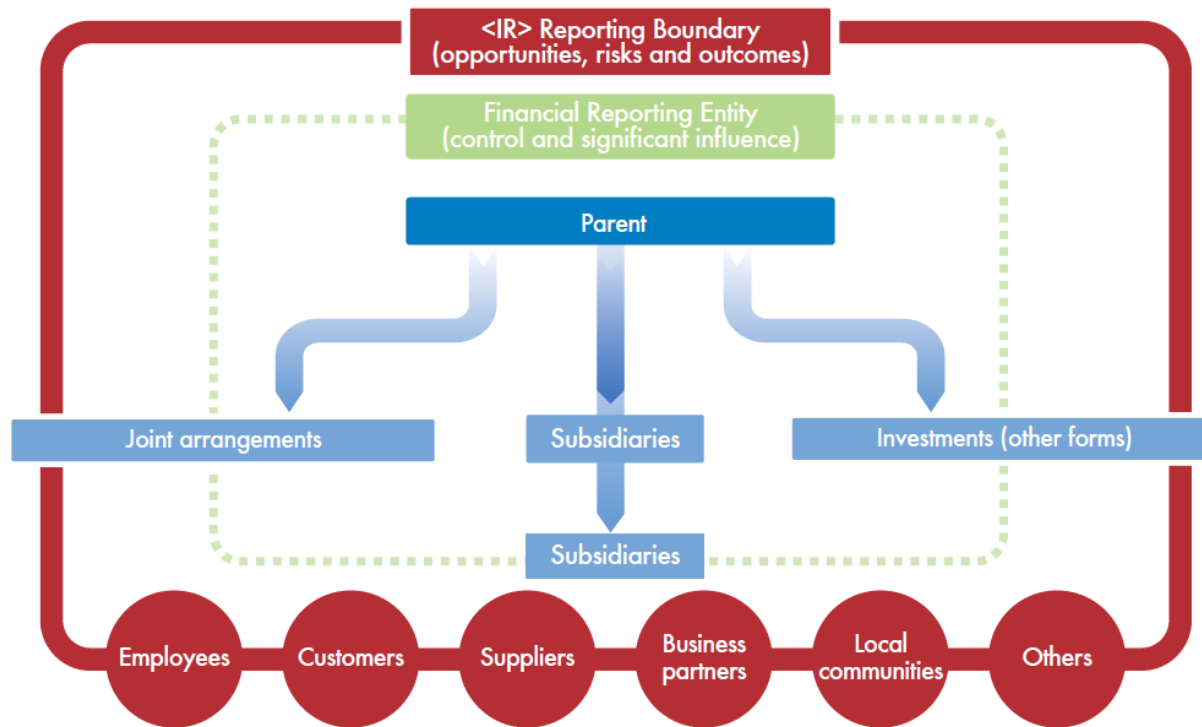 <IR> Reporting Boundary
(opportunities, risks and outcomes)
Financial Reporting Entity
(control and significant influence)
Parent
Joint arrangements
Subsidiaries
Investments (other forms)
Subsidiaries
Employees
Customers
Suppliers
Business
partners
Local
communities
Others